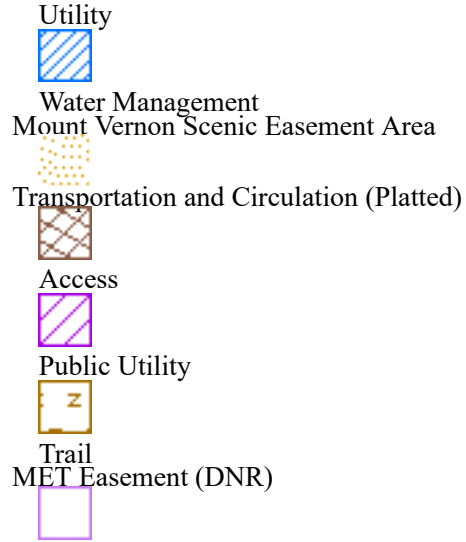 Utility
Water Management
Mount Vernon Scenic Easement Area
Transportation and Circulation (Platted)
Access
Public Utility
Trail
MET Easement (DNR)